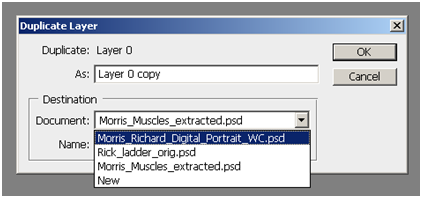 Duplicate Layer
Duplicate: Layer 0
OK
As: Layer 0 copy
Cancel
Destination
Document: Morris_Muscles_extracted.psd
Morris_Richard_Digital_Portrait_WC.psd
Name:
Rick_ladder_orig.psd
Morris_Muscles_extracted.psd
New